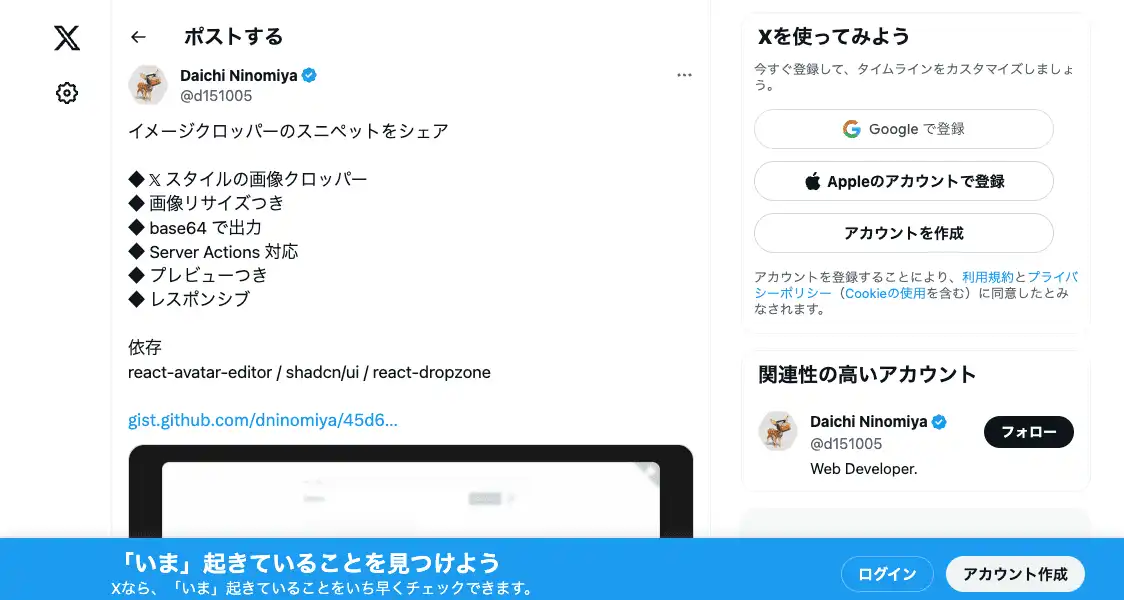 ポストする
Daichi Ninomiya
@d151005
イメージクロッパーのスニペットをシェア
◆ 𝕏 スタイルの画像クロッパー
◆ 画像リサイズつき
◆ base64 で出力
◆ Server Actions 対応
◆ プレビューつき
◆ レスポンシブ
依存
react-avatar-editor / shadcn/ui / react-dropzone
gist.github.com/dninomiya/45d6…
Xを使ってみよう
今すぐ登録して、タイムラインをカスタマイズしましょ
う。
Google で登録
Appleのアカウントで登録
アカウントを作成
アカウントを登録することにより、利用規約とプライバ
シーポリシー（Cookieの使用を含む）に同意したとみ
なされます。
関連性の高いアカウント
Daichi Ninomiya
@d151005
フォロー
Web Developer.
「いま」起きていることを見つけよう
Xなら、「いま」起きていることをいち早くチェックできます。
ログイン
アカウント作成